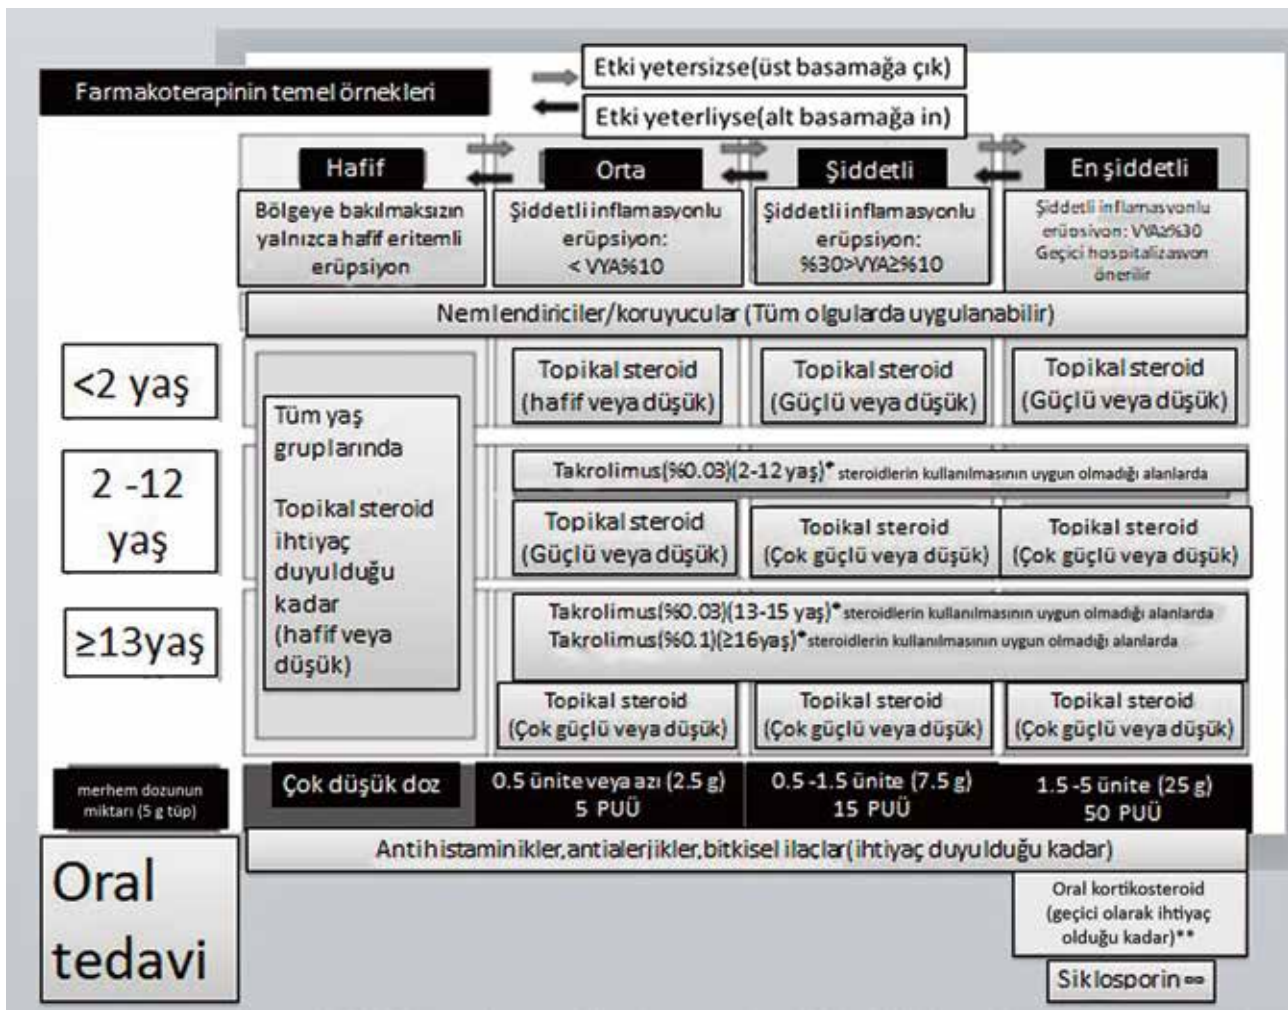 Farmakoterapinin temel örnekleri
Etki yetersizse(üst basamağa çık)
Etki yeterliyse(alt basamağa in)
Hafif
Orta
Şiddetli
En şiddetli
Bölgeye bakılmaksızın
yalnızca hafif eritemli
erüpsiyon
Şiddetli inflamasyonlu
erüpsiyon:
< VYA%10
Şiddetli inflamasyonlu
erüpsiyon:
%30>VYA≥%10
Şiddetli inflamasyonlu
erüpsiyon: VYA≥%30
Geçici hospitalizasyon
önerilir
Nemlendiriciler/koruyucular (Tüm olgularda uygulanabilir)
<2 yaş
Topikal steroid
(hafif veya düşük)
Topikal steroid
(Güçlü veya düşük)
Topikal steroid
(Güçlü veya düşük)
Tüm yaş
gruplarında
Topikal steroid
ihtiyaç
duyulduğu
kadar
(hafif veya
düşük)
2 -12
yaş
Takrolimus(%0.03)(2-12 yaş)* steroidlerin kullanılmasının uygun olmadığı alanlarda
Topikal steroid
(Güçlü veya düşük)
Topikal steroid
(Çok güçlü veya düşük)
Topikal steroid
(Çok güçlü veya düşük)
≥13yaş
Takrolimus(%0.03)(13-15 yaş)* steroidlerin kullanılmasının uygun olmadığı alanlarda
Takrolimus(%0.1)(≥16yaş)* steroidlerin kullanılmasının uygun olmadığı alanlarda
Topikal steroid
(Çok güçlü veya düşük)
Topikal steroid
(Çok güçlü veya düşük)
Topikal steroid
(Çok güçlü veya düşük)
merhem dozunun
miktarı (5 g tüp)
Çok düşük doz
0.5 ünite veya azı (2.5 g)
5 PUÜ
0.5 -1.5 ünite (7.5 g)
15 PUÜ
1.5 -5 ünite (25 g)
50 PUÜ
Oral
tedavi
Antihistaminikler,antialerjikler,bitkisel ilaçlar(ihtiyaç duyulduğu kadar)
Oral kortikosteroid
(geçici olarak ihtiyaç
olduğu kadar)**
Siklosporin ∞